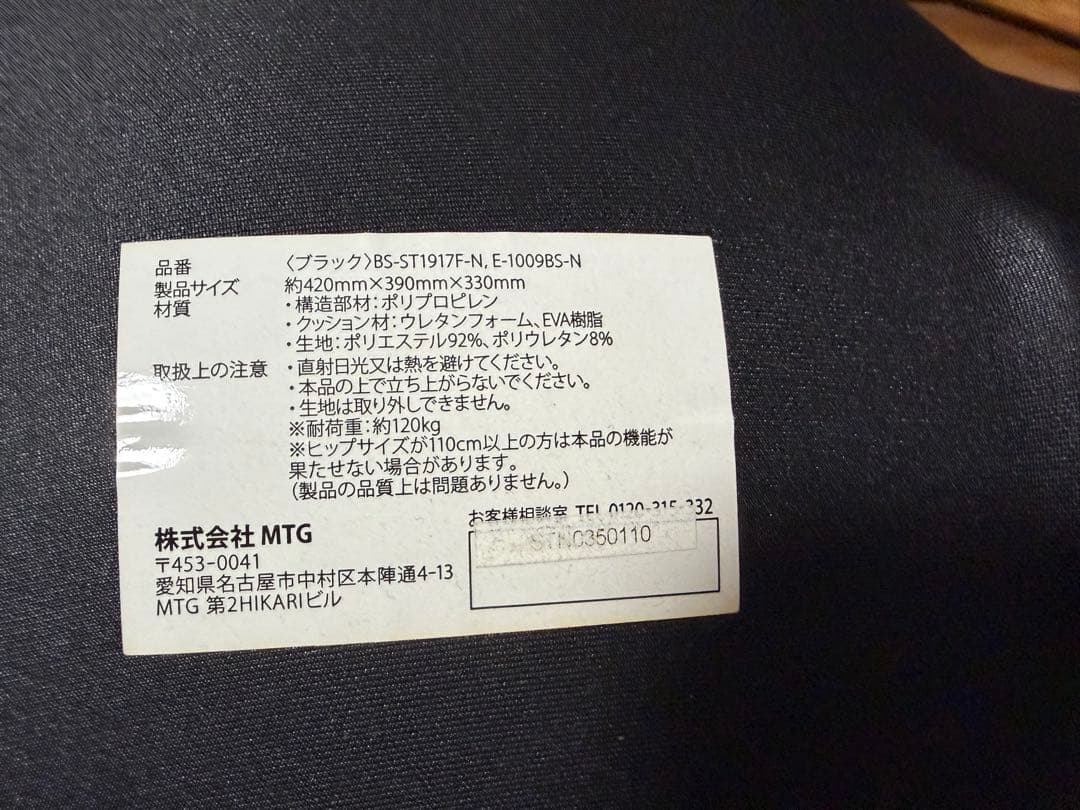 品番 〈ブラック〉BS-ST1917F-N, E-1009BS-N
製品サイズ 約420mm×390mm×330mm
材質 ・構造部材：ポリプロピレン
・クッション材：ウレタンフォーム、EVA樹脂
・生地：ポリエステル92%、ポリウレタン8%
取扱上の注意 ・直射日光又は熱を避けてください。
・本品の上で立ち上がらないでください。
・生地は取り外しできません。
※耐荷重：約120kg
※ヒップサイズが110cm以上の方は本品の機能が
果たせない場合があります。
（製品の品質上は問題ありません。）
お客様相談室 TEL 0120-315-332
STN0350110
株式会社 MTG
〒453-0041
愛知県名古屋市中村区本陣通4-13
MTG 第2HIKARIビル